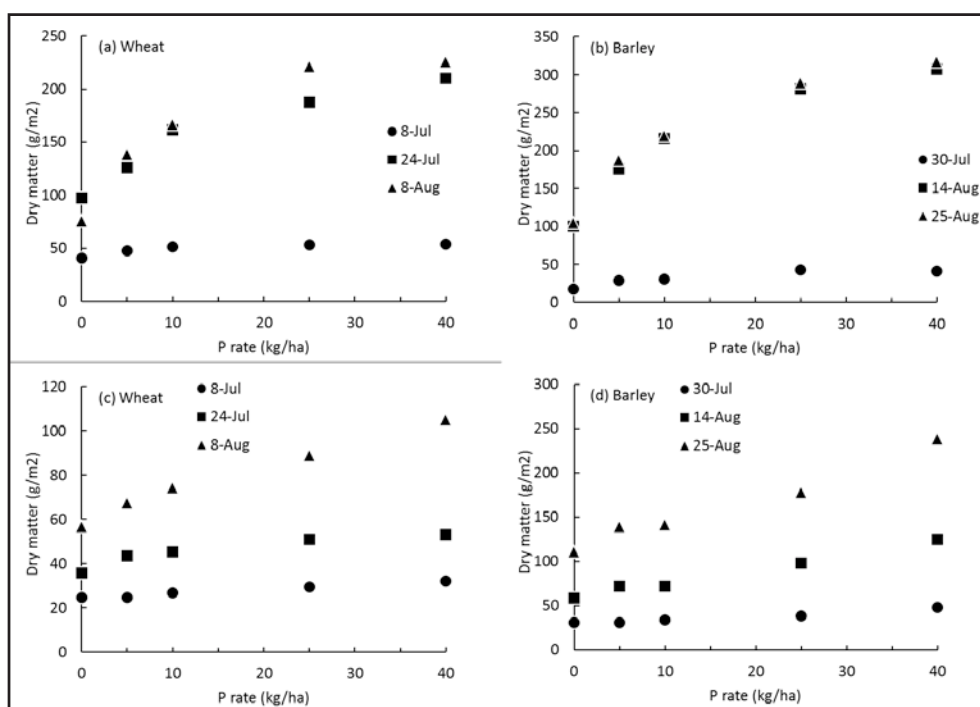 (a) Wheat
Dry matter (g/m2)
250
200
150
100
50
0
0 10 20 30 40
P rate (kg/ha)
8-Jul
24-Jul
8-Aug
(b) Barley
Dry matter (g/m2)
350
300
250
200
150
100
50
0
0 10 20 30 40
P rate (kg/ha)
30-Jul
14-Aug
25-Aug
(c) Wheat
Dry matter (g/m2)
120
100
80
60
40
20
0
0 10 20 30 40
P rate (kg/ha)
8-Jul
24-Jul
8-Aug
(d) Barley
Dry matter (g/m2)
300
250
200
150
100
50
0
0 10 20 30 40
P rate (kg/ha)
30-Jul
14-Aug
25-Aug